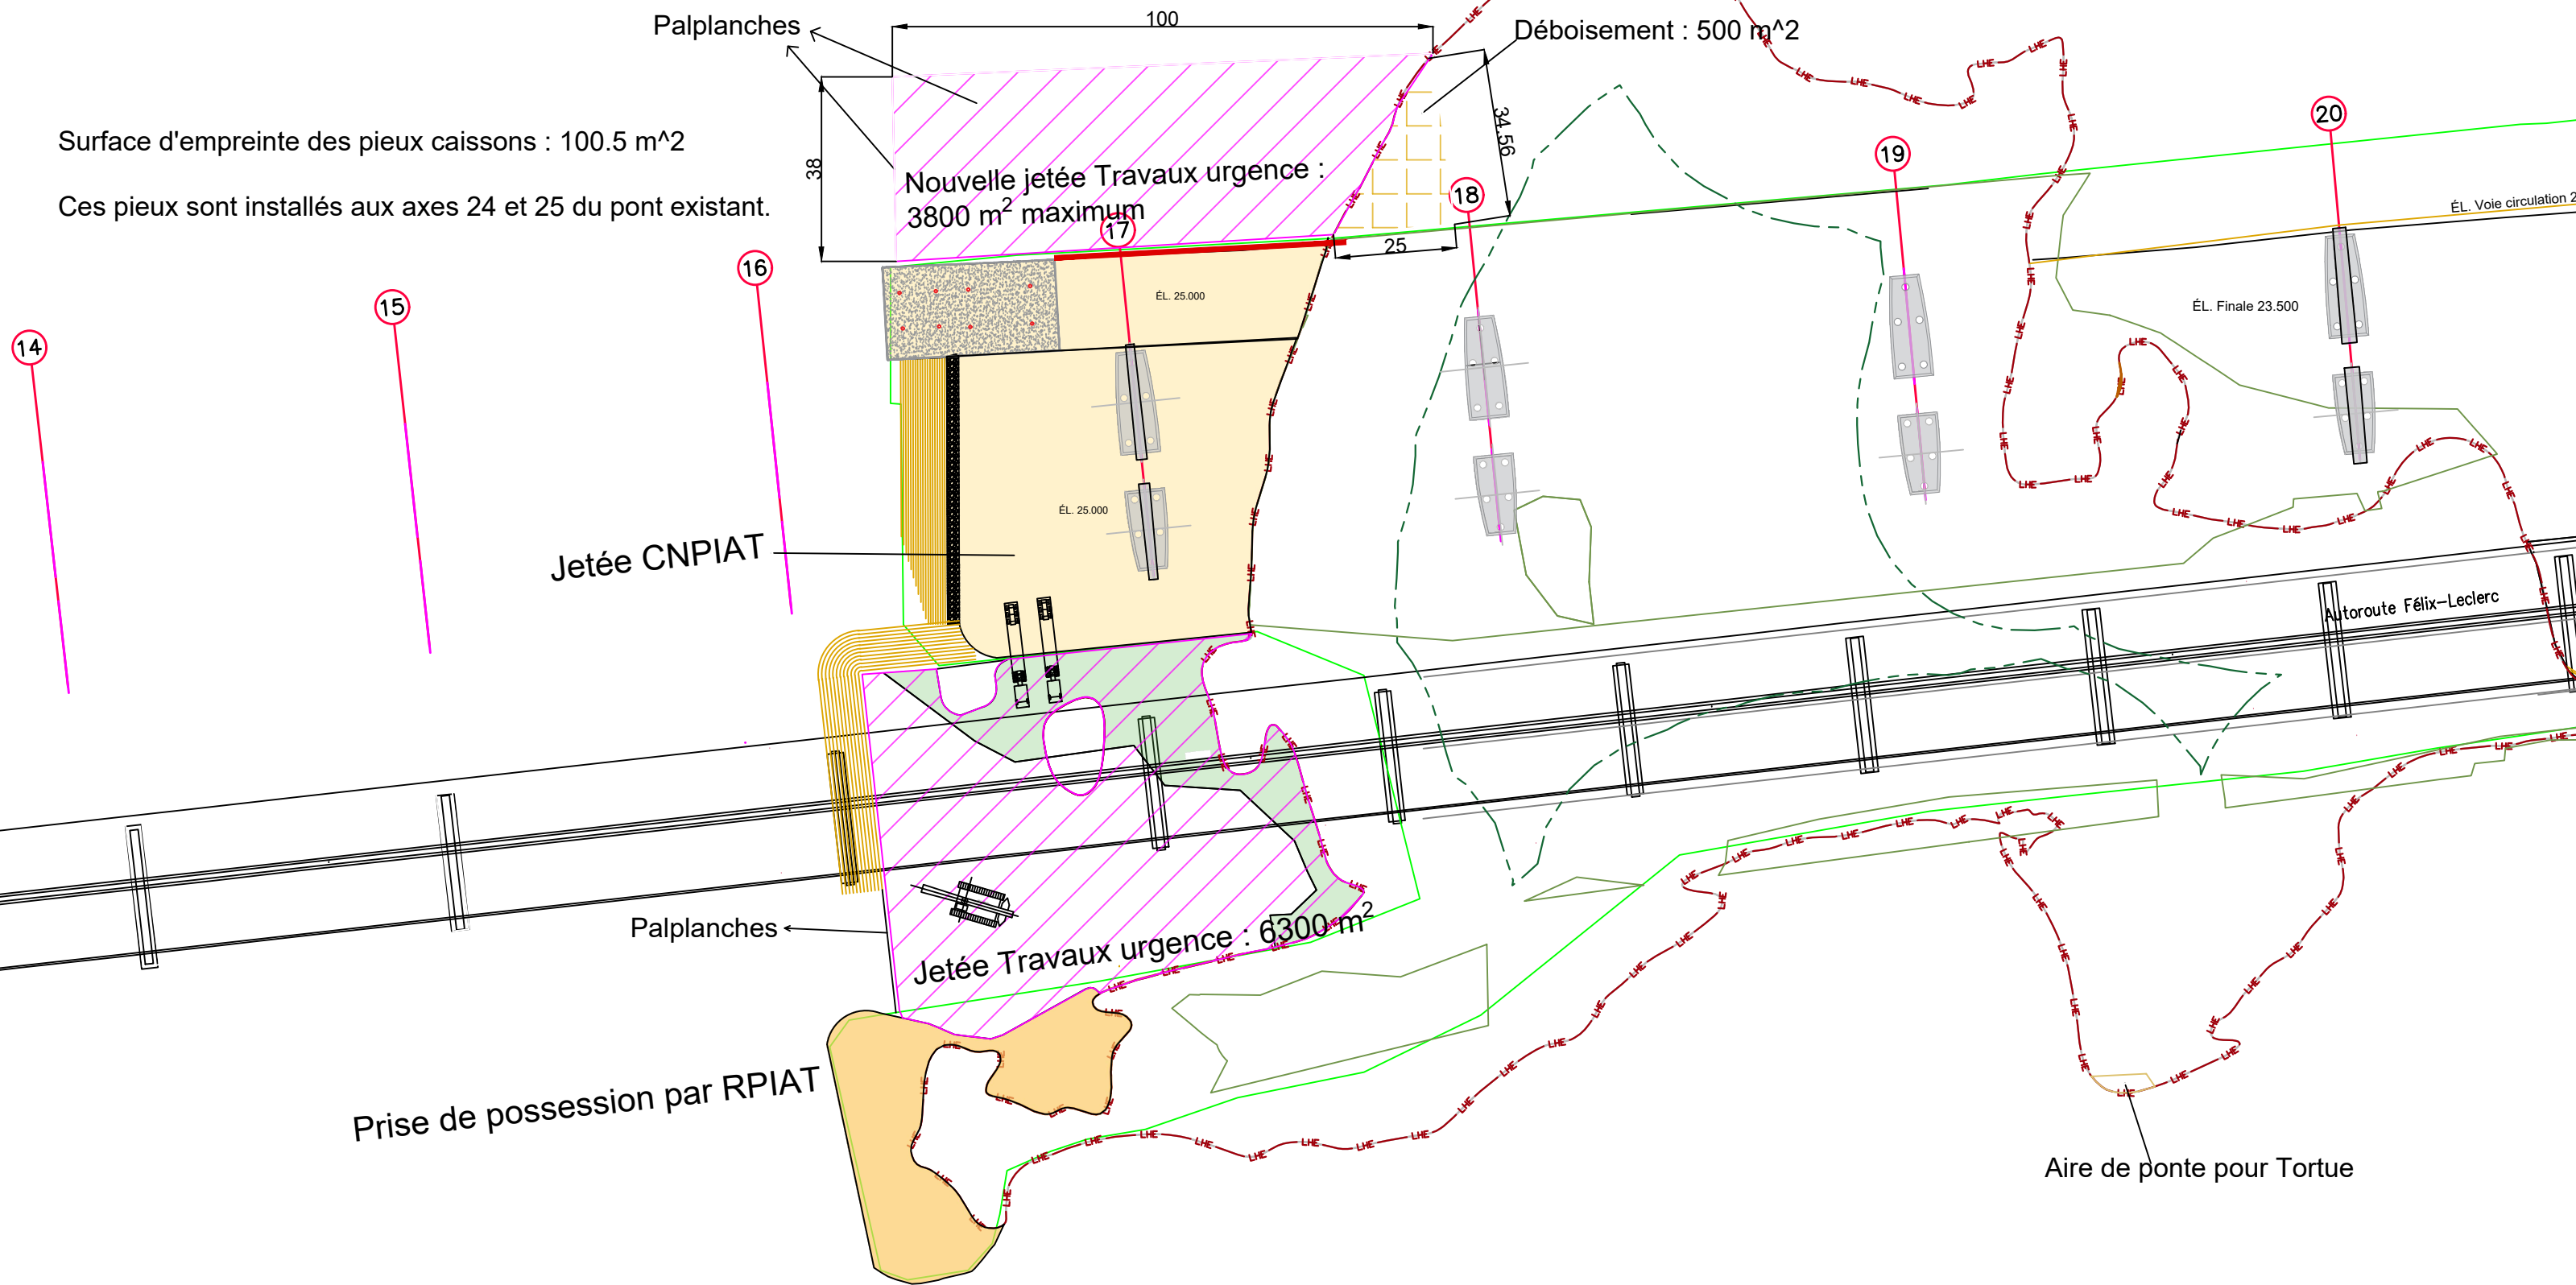 Palplanches
100
Déboisement : 500 m^2
Surface d'empreinte des pieux caissons : 100.5 m^2
Ces pieux sont installés aux axes 24 et 25 du pont existant.
38
34.56
Nouvelle jetée Travaux urgence :
3800 m² maximum
25
14
15
16
17
18
19
20
ÉL. Voie circulation 2
ÉL. Finale 23.500
ÉL. 25.000
ÉL. 25.000
Jetée CNPIAT
Autoroute Félix-Leclerc
Palplanches
Jetée Travaux urgence : 6300 m²
Prise de possession par RPIAT
Aire de ponte pour Tortue
LHE